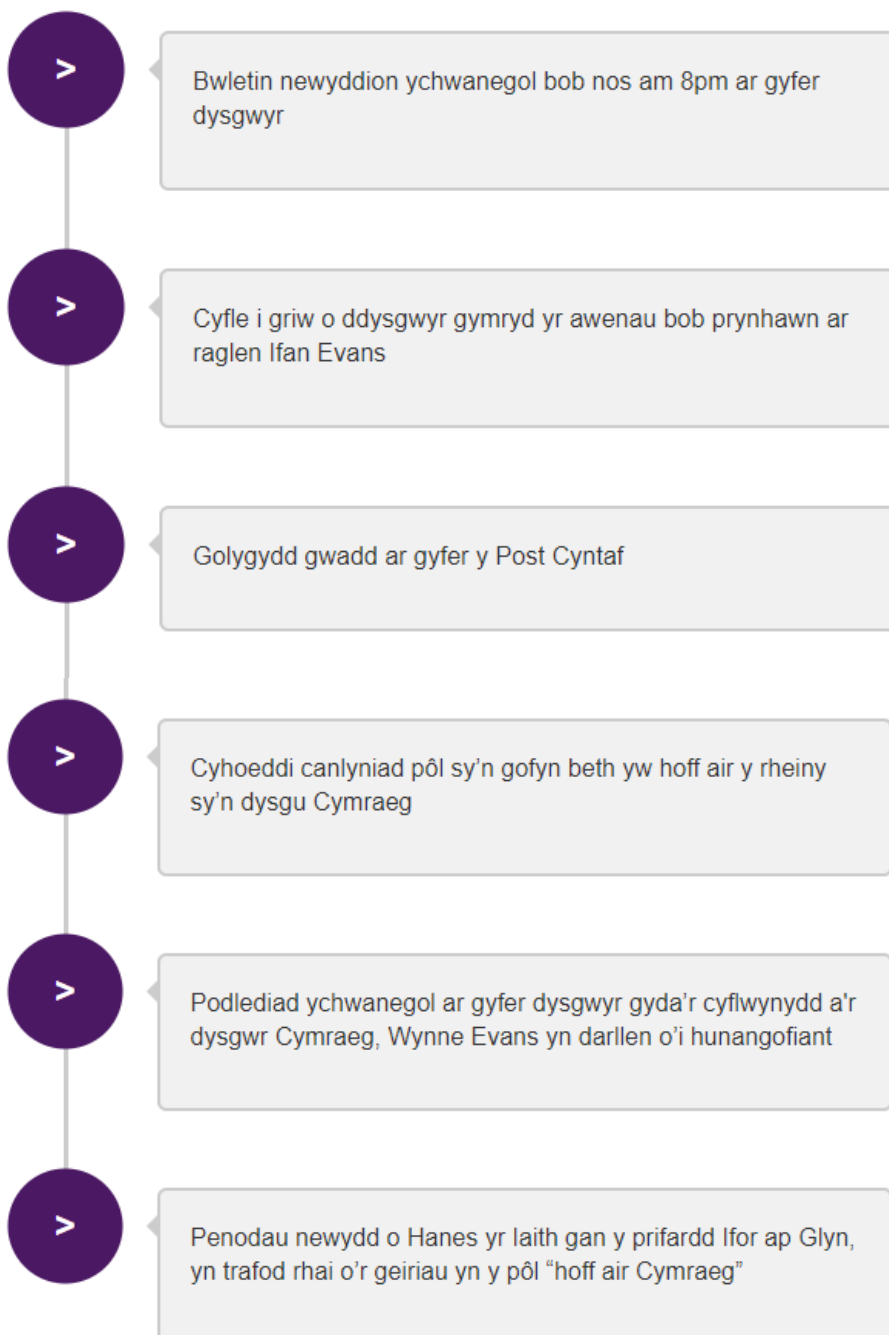 >
Bwletin newyddion ychwanegol bob nos am 8pm ar gyfer
dysgwyr
>
Cyfle i griw o ddysgwyr gymryd yr awenau bob prynhawn ar
raglen Ifan Evans
>
Golygydd gwadd ar gyfer y Post Cyntaf
>
Cyhoeddi canlyniad pôl sy’n gofyn beth yw hoff air y rheiny
sy’n dysgu Cymraeg
>
Podlediad ychwanegol ar gyfer dysgwyr gyda’r cyflwynydd a'r
dysgwr Cymraeg, Wynne Evans yn darllen o’i hunangofiant
>
Penodau newydd o Hanes yr Iaith gan y prifardd Ifor ap Glyn,
yn trafod rhai o’r geiriau yn y pôl “hoff air Cymraeg”